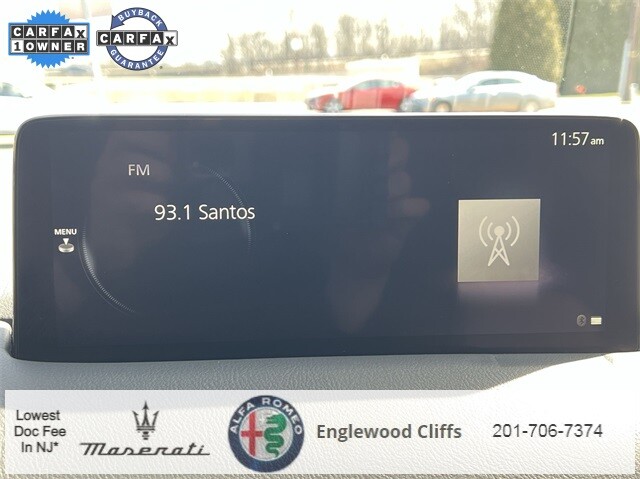 CARFAX
1 OWNER
BUYBACK
CARFAX
GUARANTEE
11:57 am
FM
93.1 Santos
MENU
Lowest
Doc Fee
In NJ*
Maserati
ALFA ROMEO
Englewood Cliffs
201-706-7374